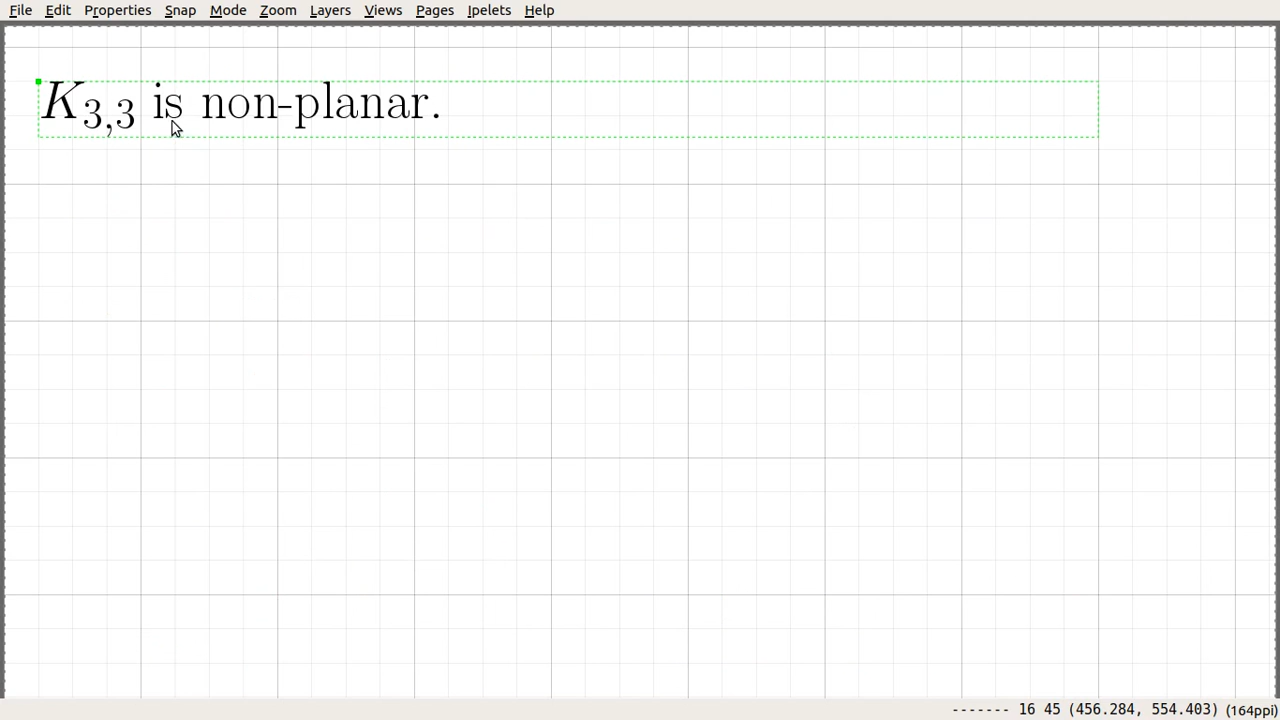 File Edit Properties Snap Mode Zoom Layers Views Pages Ipelets Help
K3,3 is non-planar.
------- 16 45 (456.284, 554.403) (164ppi)